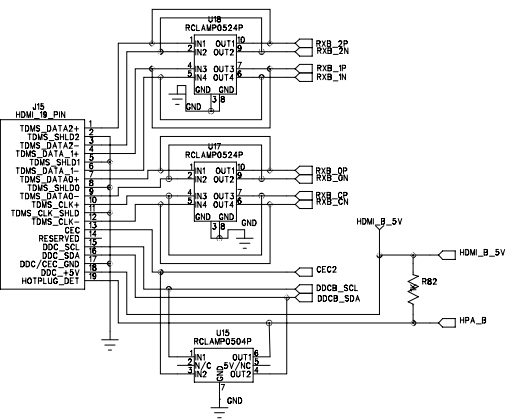 U18
RCLAMP0524P
1 IN1 OUT1 10 RXB_2P
2 IN2 OUT2 9 RXB_2N
4 IN3 OUT3 7 RXB_1P
5 IN4 OUT4 6 RXB_1N
GND GND
GND 3 8
J15
HDMI_19_PIN
TDMS_DATA2+ 1
TDMS_SHLD2 2
TDMS_DATA2- 3
TDMS_DATA_1+ 4
TDMS_SHLD1 5
TDMS_DATA_1- 6
TDMS_DATA0+ 7
TDMS_SHLD0 8
TDMS_DATA0- 9
TDMS_CLK+ 10
TDMS_CLK_SHLD 11
TDMS_CLK- 12
CEC 13
RESERVED 14
DDC_SCL 15
DDC_SDA 16
DDC/CEC_GND 17
DDC_+5V 18
HOTPLUG_DET 19
U17
RCLAMP0524P
1 IN1 OUT1 10 RXB_0P
2 IN2 OUT2 9 RXB_0N
4 IN3 OUT3 7 RXB_CP
5 IN4 OUT4 6 RXB_CN
GND GND
3 8 GND
HDMI_B_5V
HDMI_B_5V
CEC2
R82
DDCB_SCL
DDCB_SDA
HPA_B
U15
RCLAMP0504P
1 IN1 OUT1 6
2 N/C 5V/NC 5
3 IN2 OUT2 4
GND
7
GND